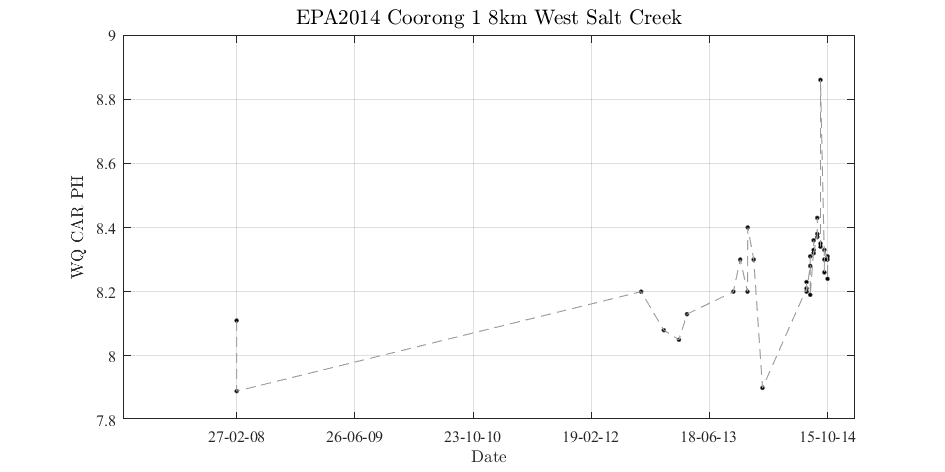 EPA2014 Coorong 1 8km West Salt Creek
9
8.8
8.6
8.4
8.2
8
7.8
WQ CAR PH
27-02-08 26-06-09 23-10-10 19-02-12 18-06-13 15-10-14
Date